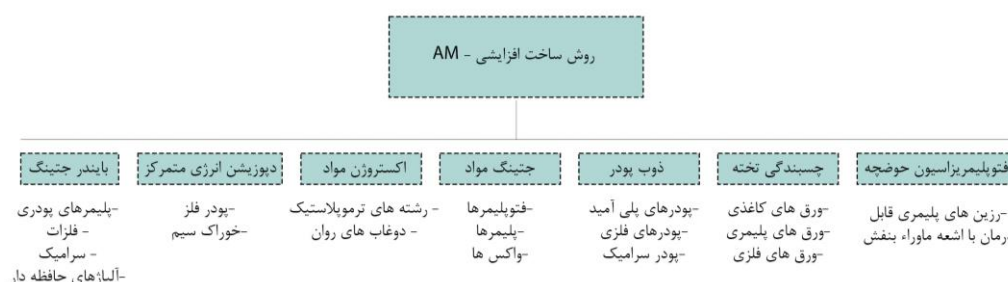 روش ساخت افزایشی - AM
فتوپلیمریزاسیون حوضچه
-رزین های پلیمری قابل
درمان با اشعه ماوراء بنفش
چسبندگی تخته
-ورق های کاغذی
-ورق های پلیمری
-ورق های فلزی
ذوب پودر
-پودرهای پلی آمید
-پودرهای فلزی
-پودر سرامیک
جتینگ مواد
-فتوپلیمرها
-پلیمرها
-واکس ها
اکستروژن مواد
- رشته های ترموپلاستیک
- دوغاب های روان
دپوزیشن انرژی متمرکز
-پودر فلز
-خوراک سیم
بایندر جتینگ
-پلیمرهای پودری
- فلزات
- سرامیک
-آلیاژهای حافظه دار